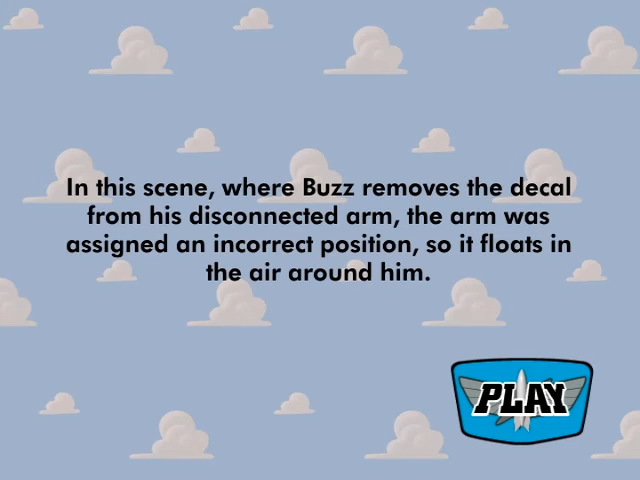 In this scene, where Buzz removes the decal
from his disconnected arm, the arm was
assigned an incorrect position, so it floats in
the air around him.
PLAY